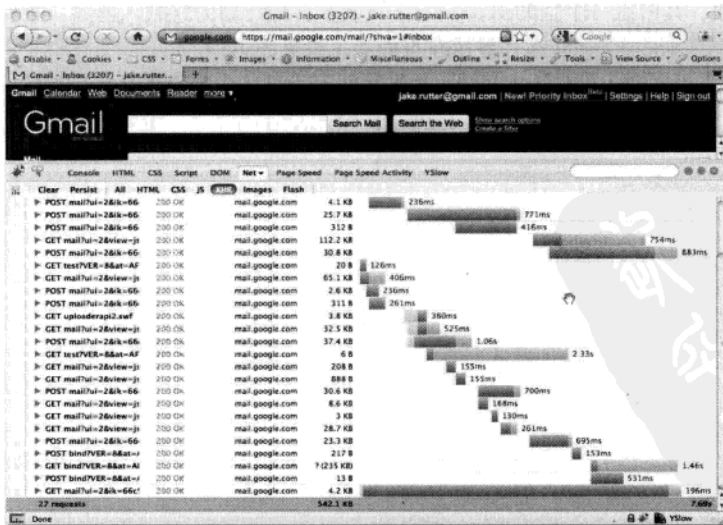 Gmail - Inbox (3207) - jake.rutter@gmail.com
google.com https://mail.google.com/mail/?shva=1#inbox Google
Disable Cookies CSS Forms Images Information Miscellaneous Outline Resize Tools View Source Options
Gmail - Inbox (3207) - jake.rutter...
Gmail Calendar Web Documents Reader more jake.rutter@gmail.com | New! Priority Inbox Beta | Settings | Help | Sign out
Gmail Search Mail Search the Web Show search options
Create a filter
Mail
Console HTML CSS Script DOM Net Page Speed Page Speed Activity YSlow
Clear Persist All HTML CSS JS XHR Images Flash
POST mail?ui=2&ik=66 200 OK mail.google.com 4.1 KB 236ms
POST mail?ui=2&ik=66 200 OK mail.google.com 25.7 KB 771ms
POST mail?ui=2&ik=66 200 OK mail.google.com 312 B 416ms
GET mail?ui=2&view=js 200 OK mail.google.com 112.2 KB 754ms
POST mail?ui=2&ik=66 200 OK mail.google.com 30.8 KB 883ms
GET test?VER=8&at=AF 200 OK mail.google.com 20 B 126ms
GET mail?ui=2&view=js 200 OK mail.google.com 65.1 KB 406ms
POST mail?ui=2&ik=66 200 OK mail.google.com 2.6 KB 236ms
POST mail?ui=2&ik=66 200 OK mail.google.com 311 B 261ms
GET uploaderapi2.swf 200 OK mail.google.com 3.8 KB 380ms
GET mail?ui=2&view=js 200 OK mail.google.com 32.5 KB 525ms
POST mail?ui=2&ik=66 200 OK mail.google.com 37.4 KB 1.06s
GET test?VER=8&at=AF 200 OK mail.google.com 6 B 2.33s
GET mail?ui=2&view=js 200 OK mail.google.com 208 B 155ms
GET mail?ui=2&view=js 200 OK mail.google.com 888 B 155ms
POST mail?ui=2&ik=66 200 OK mail.google.com 30.6 KB 700ms
GET mail?ui=2&view=js 200 OK mail.google.com 8.6 KB 168ms
GET mail?ui=2&view=js 200 OK mail.google.com 3 KB 130ms
GET mail?ui=2&view=js 200 OK mail.google.com 28.7 KB 261ms
POST mail?ui=2&ik=66 200 OK mail.google.com 23.3 KB 695ms
POST bind?VER=8&at=AF 200 OK mail.google.com 217 B 153ms
GET bind?VER=8&at=AI 200 OK mail.google.com ? (235 KB) 1.46s
POST bind?VER=8&at=AF 200 OK mail.google.com 13 B 531ms
GET mail?ui=2&ik=66c! 200 OK mail.google.com 4.2 KB 196ms
27 requests 542.1 KB 7.69s
Done YSlow